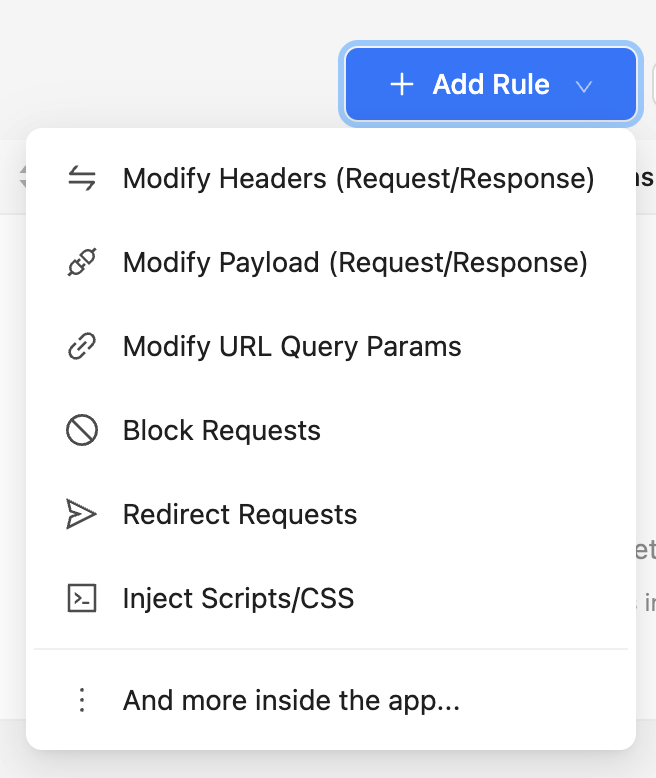 Add Rule
Modify Headers (Request/Response)
Modify Payload (Request/Response)
Modify URL Query Params
Block Requests
Redirect Requests
Inject Scripts/CSS
And more inside the app...